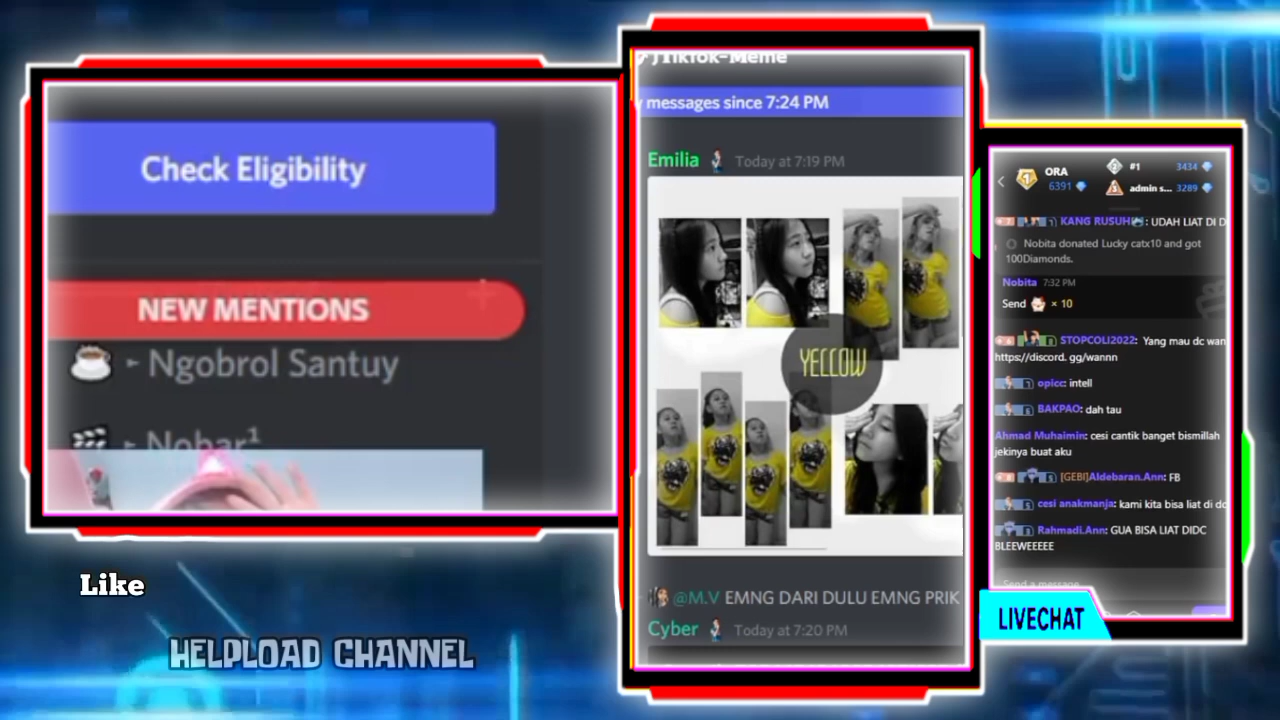 Check Eligibility
NEW MENTIONS
- Ngobrol Santuy
- Nobar¹
Like
HELPLOAD CHANNEL
TikTok-Meme
messages since 7:24 PM
Emilia Today at 7:19 PM
YELLOW
@M.V EMNG DARI DULU EMNG PRIK
Cyber Today at 7:20 PM
ORA
6391
#1 3434
admin s... 3289
KANG RUSUH : UDAH LIAT DI D
Nobita donated Lucky catx10 and got
100Diamonds.
Nobita 7:32 PM
Send × 10
STOPCOLI2022: Yang mau dc wan
https://discord. gg/wannn
opicc: intell
BAKPAO: dah tau
Ahmad Muhaimin: cesi cantik banget bismillah
jekinya buat aku
[GEBI]Aldebaran.Ann: FB
cesi anakmanja: kami kita bisa liat di dc
Rahmadi.Ann: GUA BISA LIAT DIDC
BLEEWEEEEE
Send a message
LIVECHAT